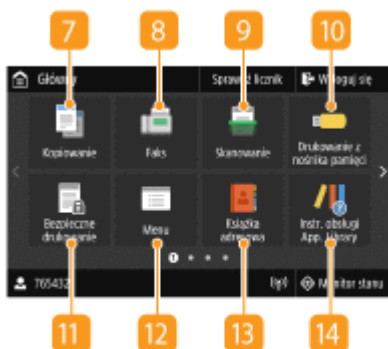 7 8 9 10
Główny Sprawdź licznik Wyloguj się
Kopiowanie Faks Skanowanie Drukowanie z
nośnika pamięci
Bezpieczne
drukowanie Menu Książka
adresowa Instr. obsługi
App. Library
765432 Monitor stanu
11 12 13 14